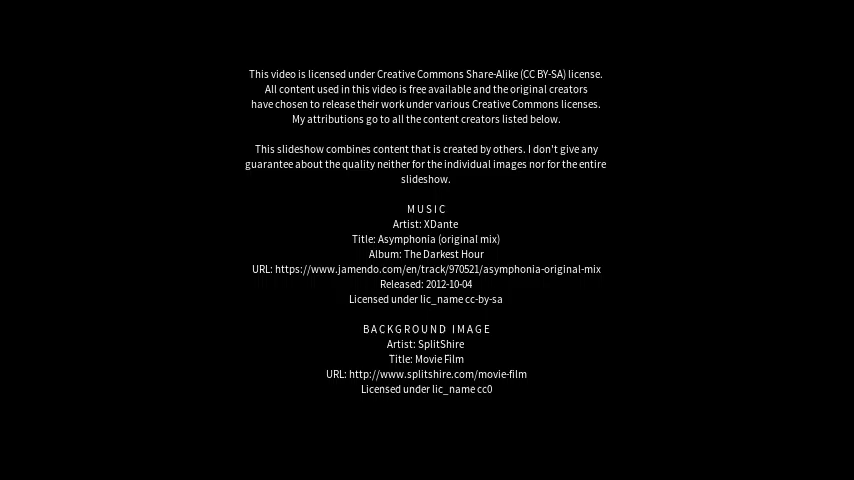 This video is licensed under Creative Commons Share-Alike (CC BY-SA) license.
All content used in this video is free available and the original creators
have chosen to release their work under various Creative Commons licenses.
My attributions go to all the content creators listed below.
This slideshow combines content that is created by others. I don't give any
guarantee about the quality neither for the individual images nor for the entire
slideshow.
MUSIC
Artist: XDante
Title: Asymphonia (original mix)
Album: The Darkest Hour
URL: https://www.jamendo.com/en/track/970521/asymphonia-original-mix
Released: 2012-10-04
Licensed under lic_name cc-by-sa
BACKGROUND IMAGE
Artist: SplitShire
Title: Movie Film
URL: http://www.splitshire.com/movie-film
Licensed under lic_name cc0